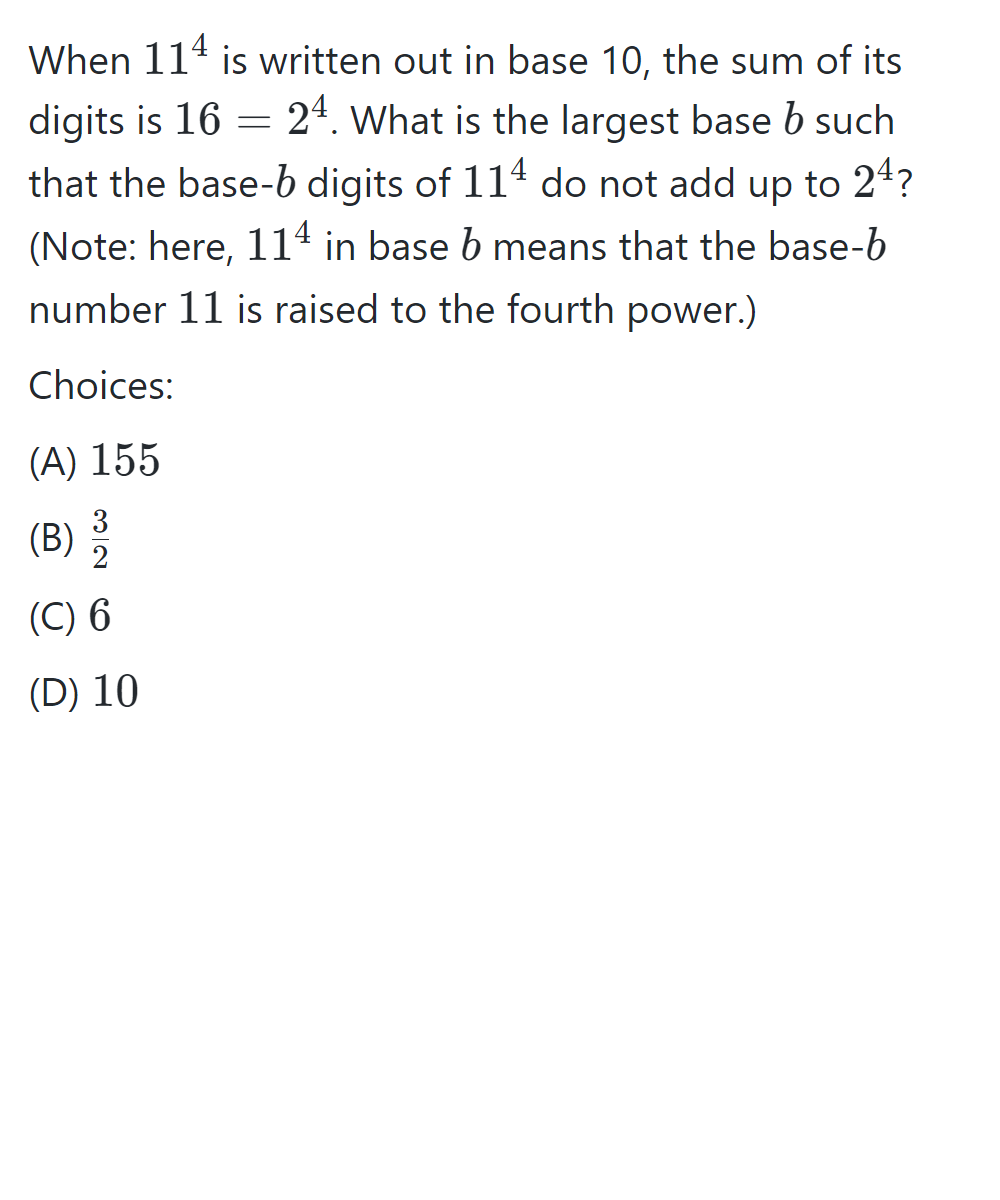 When $11^4$ is written out in base 10, the sum of its
digits is $16 = 2^4$. What is the largest base $b$ such
that the base-$b$ digits of $11^4$ do not add up to $2^4$?
(Note: here, $11^4$ in base $b$ means that the base-$b$
number $11$ is raised to the fourth power.)
Choices:
(A) $155$
(B) $\frac{3}{2}$
(C) $6$
(D) $10$